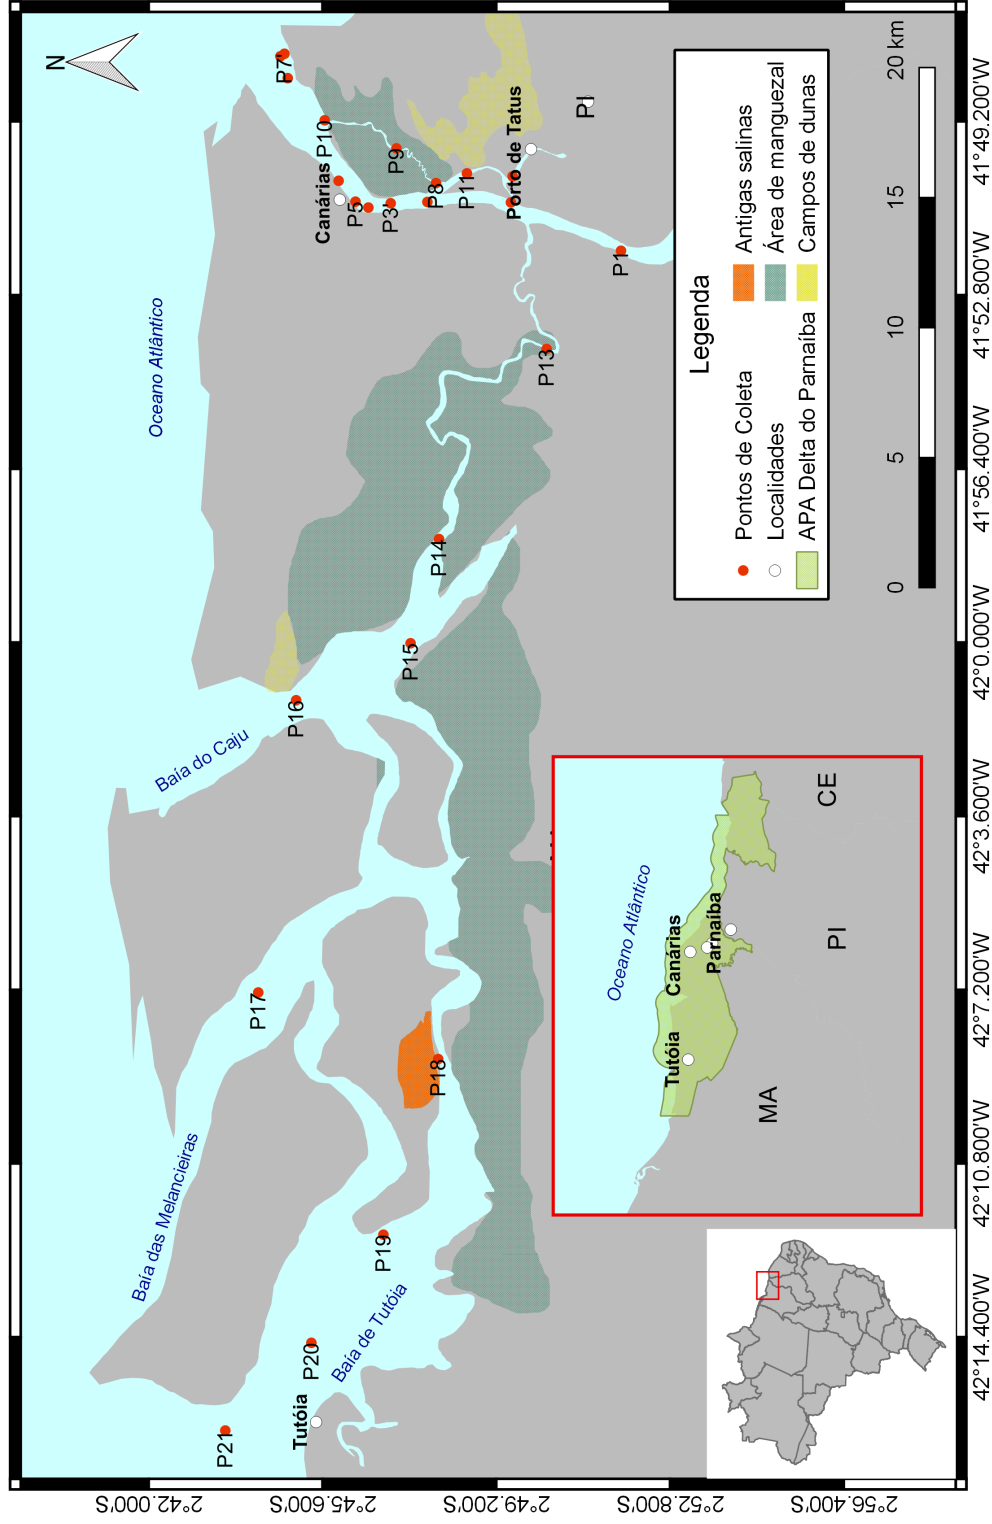 N
Oceano Atlântico
Baía do Caju
Baía das Melancieiras
Baía de Tutóia
Tutóia
Canárias
Porto de Tatus
PI
P21
P20
P19
P18
P17
P16
P15
P14
P13
P1
P11
P8
P9
P3'
P5
P10
P7'
Legenda
Pontos de Coleta
Localidades
APA Delta do Parnaíba
Antigas salinas
Área de manguezal
Campos de dunas
0
5
10
15
20 km
Oceano Atlântico
Tutóia
Canárias
Parnaíba
MA
PI
CE
2°42.000'S
2°45.600'S
2°49.200'S
2°52.800'S
2°56.400'S
42°14.400'W
42°10.800'W
42°7.200'W
42°3.600'W
42°0.000'W
41°56.400'W
41°52.800'W
41°49.200'W